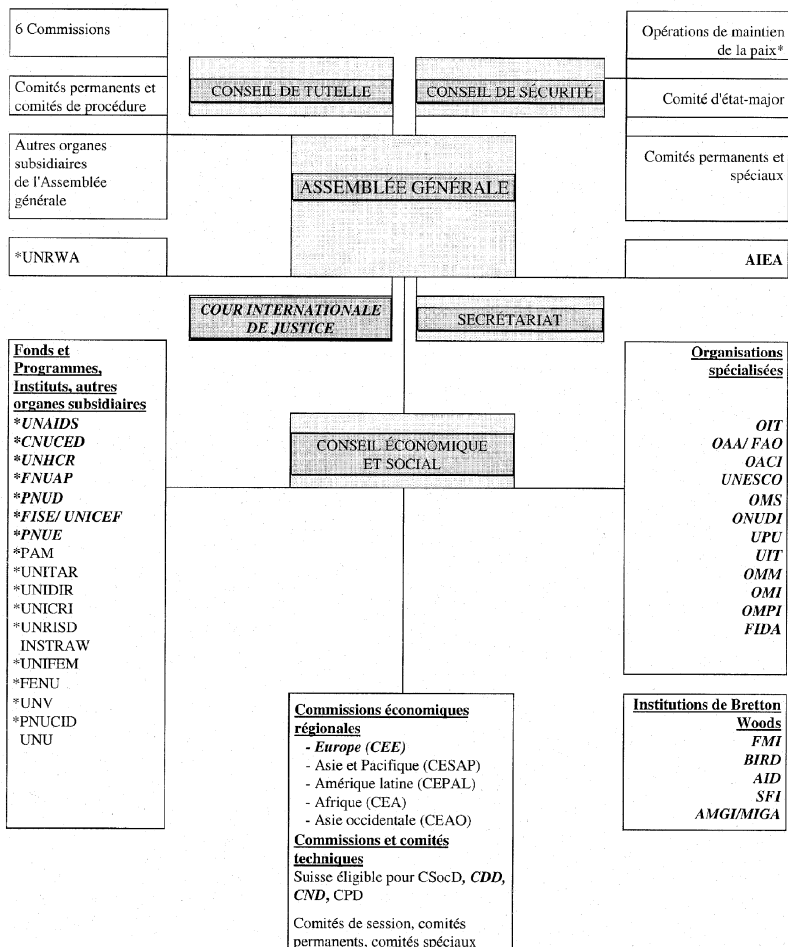 6 Commissions
Comités permanents et
comités de procédure
Autres organes
subsidiaires
de l'Assemblée
générale
*UNRWA
CONSEIL DE TUTELLE
CONSEIL DE SÉCURITÉ
ASSEMBLÉE GÉNÉRALE
Opérations de maintien
de la paix*
Comité d'état-major
Comités permanents et
spéciaux
AIEA
COUR INTERNATIONALE
DE JUSTICE
SECRÉTARIAT
Fonds et
Programmes,
Instituts, autres
organes subsidiaires
*UNAIDS
*CNUCED
*UNHCR
*FNUAP
*PNUD
*FISE/ UNICEF
*PNUE
*PAM
*UNITAR
*UNIDIR
*UNICRI
*UNRISD
INSTRAW
*UNIFEM
*FENU
*UNV
*PNUCID
UNU
CONSEIL ÉCONOMIQUE
ET SOCIAL
Organisations
spécialisées
OIT
OAA/ FAO
OACI
UNESCO
OMS
ONUDI
UPU
UIT
OMM
OMI
OMPI
FIDA
Commissions économiques
régionales
- Europe (CEE)
- Asie et Pacifique (CESAP)
- Amérique latine (CEPAL)
- Afrique (CEA)
- Asie occidentale (CEAO)
Commissions et comités
techniques
Suisse éligible pour CSocD, CDD,
CND, CPD
Comités de session, comités
permanents, comités spéciaux
Institutions de Bretton
Woods
FMI
BIRD
AID
SFI
AMGI/MIGA